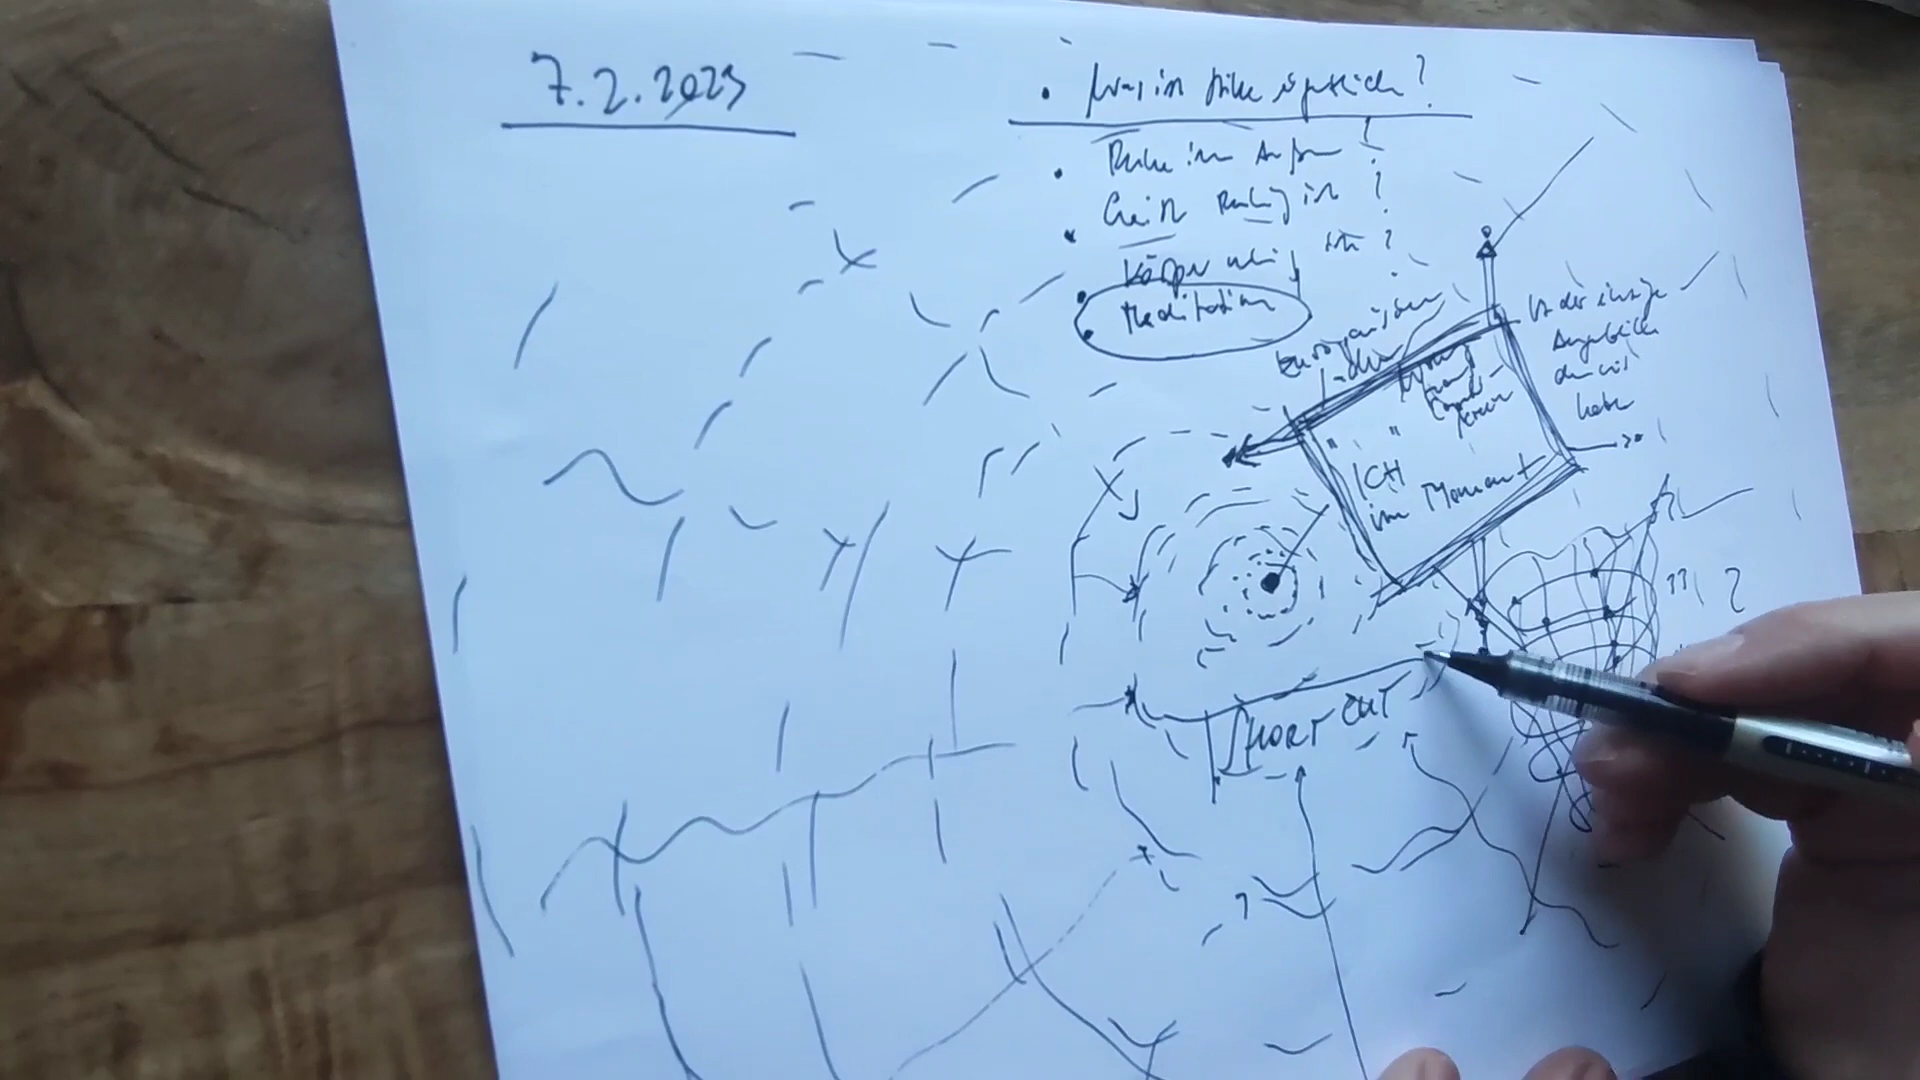 7.2.2023
• Was ist Stille eigentlich?
• Ruhe im Außen?
Geist Ruhig ist?
• Körper ruhig ist?
• Meditation
Ist der einzige
Augenblick
den wir
haben
" "
ICH
im Moment
SHORT CUT
?